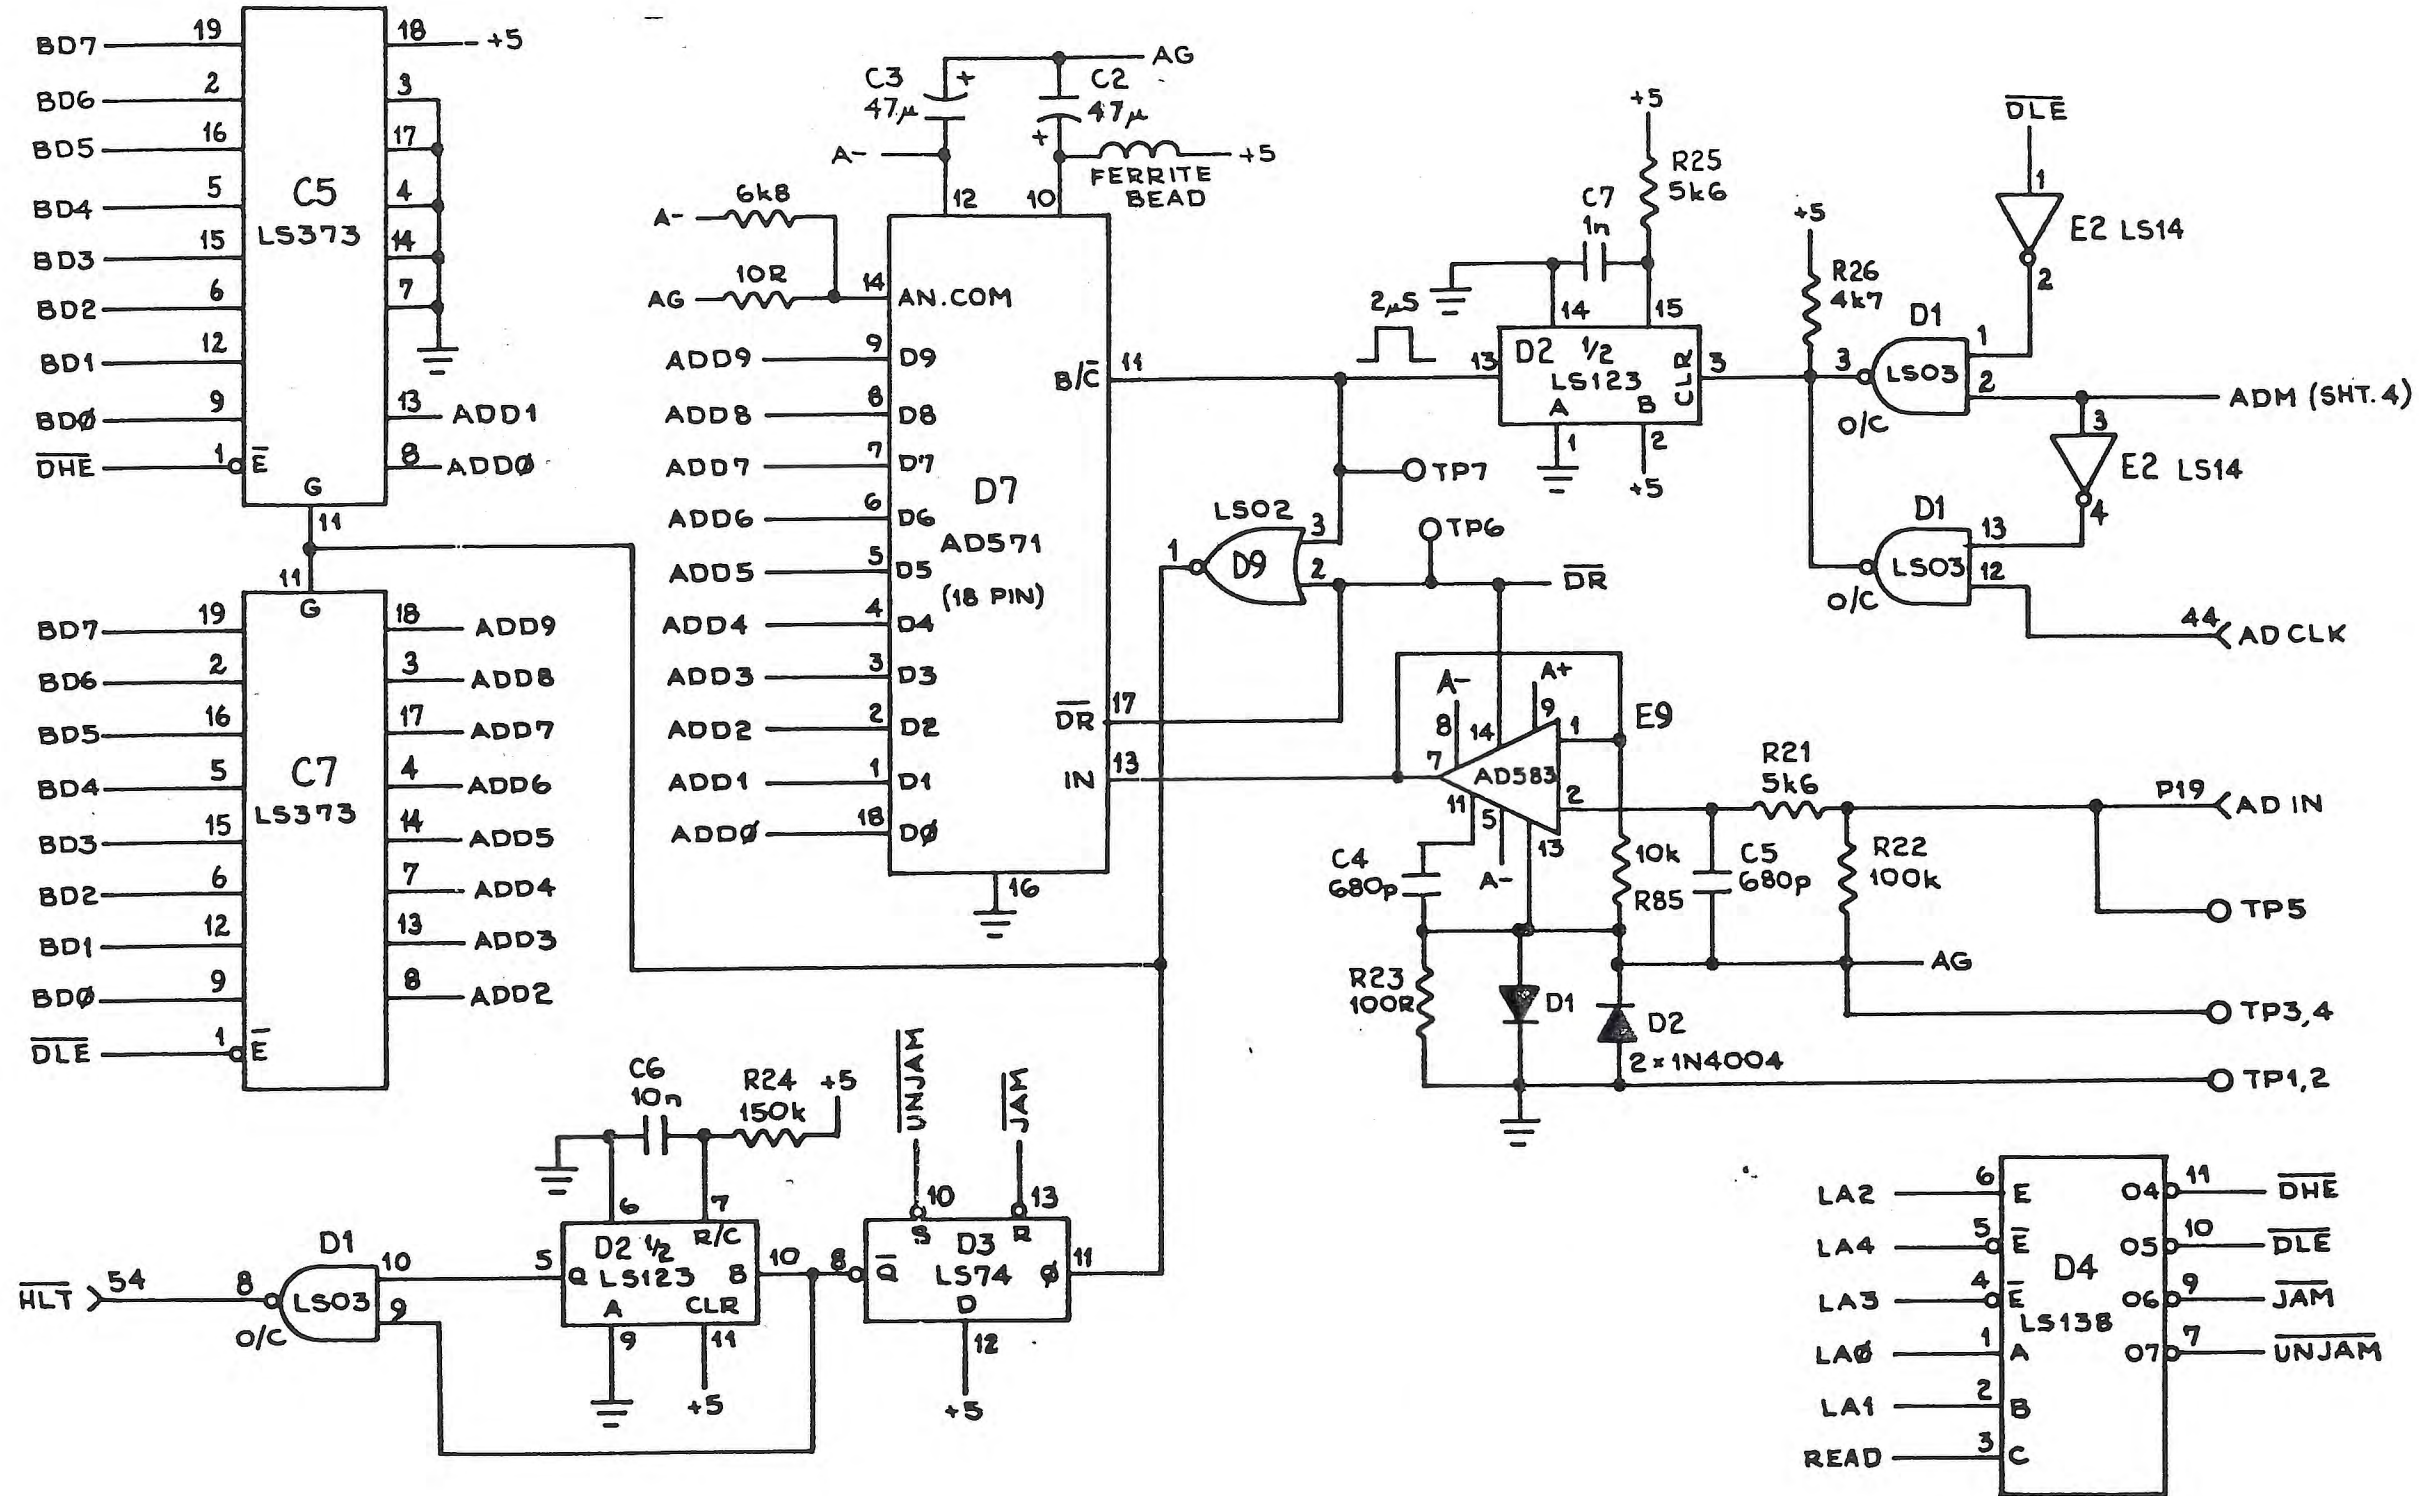 BD7 19 18 +5
BD6 2 3
BD5 16 17
BD4 5 4
C5
LS373
BD3 15 14
BD2 6 7
BD1 12
BDØ 9 13 ADD1
DHE 1 E 8 ADDØ
G
11
11
G
BD7 19 18 ADD9
BD6 2 3 ADD8
BD5 16 17 ADD7
BD4 5 4 ADD6
C7
LS373
BD3 15 14 ADD5
BD2 6 7 ADD4
BD1 12 13 ADD3
BDØ 9 8 ADD2
DLE 1 E
C3
47µ
+
C2
47µ
+
AG
A-
+5
FERRITE
BEAD
12 10
A- 6k8
AG 10R
14 AN.COM
ADD9 9 D9
ADD8 8 D8
ADD7 7 D7
ADD6 6 D6
ADD5 5 D5
ADD4 4 D4
ADD3 3 D3
ADD2 2 D2
ADD1 1 D1
ADDØ 18 DØ
D7
AD571
(18 PIN)
B/C 11
DR 17
IN 13
16
2µS
+5
R25
5k6
C7
1n
14 15
13 D2 1/2
LS123
CLR 3
A B
1 2
+5
+5
R26
4k7
DLE
1
E2 LS14
2
D1
3 LS03 1
2
O/C
ADM (SHT.4)
3
E2 LS14
4
D1
LS03 13
12
O/C
44 ADCLK
TP7
LS02
D9
1 3
2
TP6
DR
A- A+
8 14 9
7 AD583 1
2
11 5 13
E9
A-
C4
680p
10k
R85
R21
5k6
C5
680p
R22
100k
P19 AD IN
TP5
AG
R23
100R
D1
D2
2×1N4004
TP3,4
TP1,2
C6
10n
R24
150k
+5
UNJAM
JAM
6 7
R/C
D2 1/2
LS123
5 Q B 10
A CLR
9 11
+5
10 13
S R
D3
LS74
8 Q Ø 11
D
12
+5
HLT 54
D1
8 LS03 10
9
O/C
LA2 6 E O4 11 DHE
LA4 5 E O5 10 DLE
D4
LS138
LA3 4 E O6 9 JAM
LAØ 1 A O7 7 UNJAM
LA1 2 B
READ 3 C